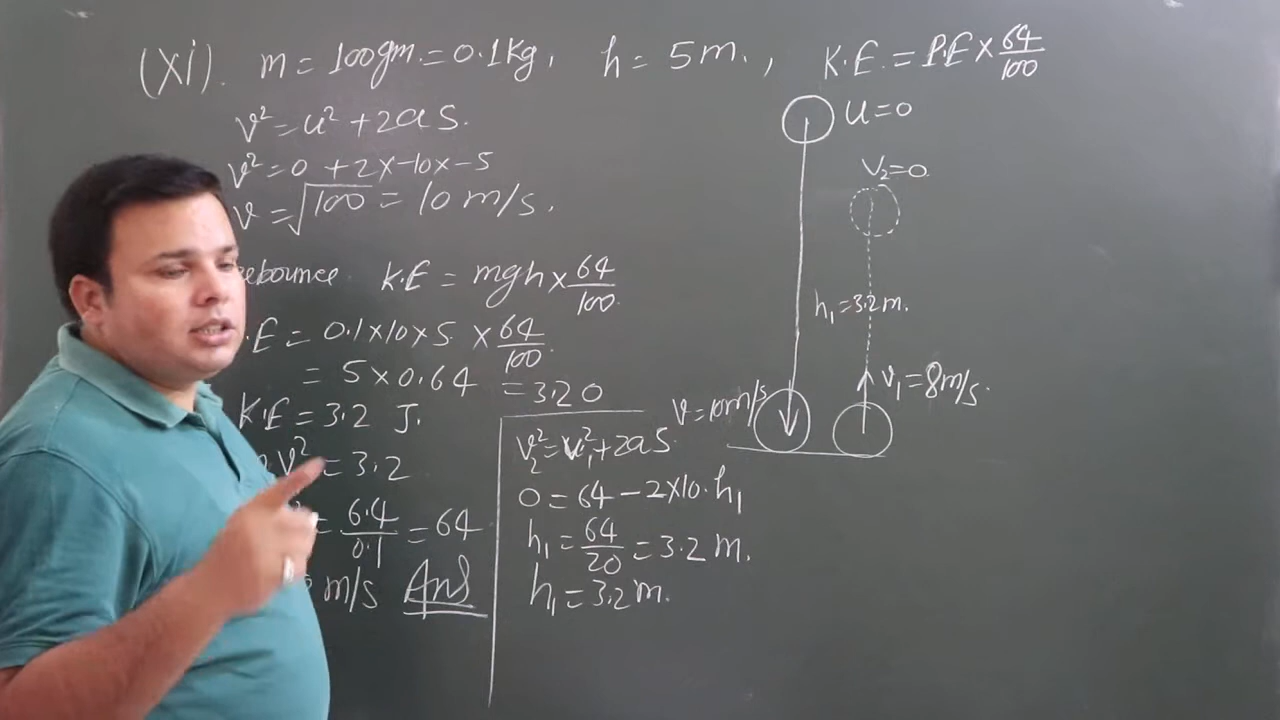 (xi). m = 100gm. = 0.1Kg, h = 5m., K.E. = P.E × 64/100
V² = u² + 2aS.
V² = 0 + 2×-10×-5
V = √100 = 10 m/s.
rebounce. K.E = mgh × 64/100.
.E = 0.1×10×5 × 64/100
= 5×0.64 = 3.20
K.E = 3.2 J.
V² = 3.2
= 6.4/0.1 = 64
m/s Ans
V₂² = V₁² + 2aS
0 = 64 - 2×10.h₁
h₁ = 64/20 = 3.2 m.
h₁ = 3.2 m.
u = 0
V₂ = 0.
h₁ = 3.2 m.
V₁ = 8m/s.
V = 10m/s